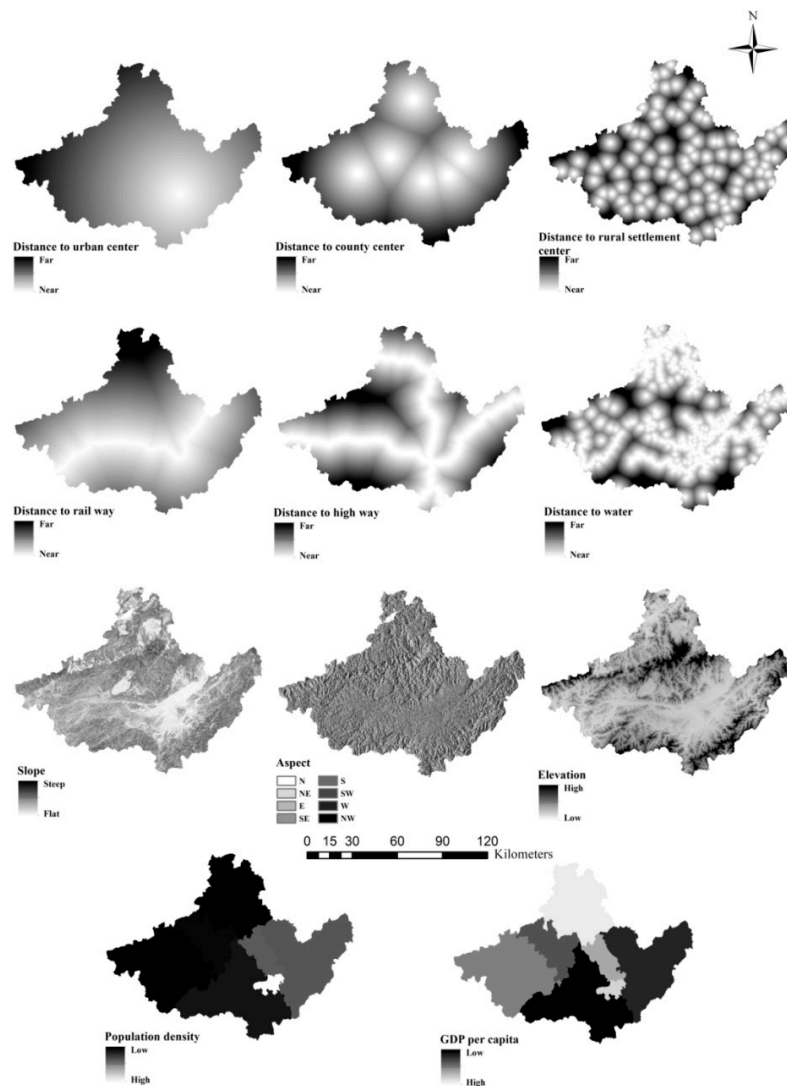 N
Distance to urban center
Far
Near
Distance to county center
Far
Near
Distance to rural settlement
center
Far
Near
Distance to rail way
Far
Near
Distance to high way
Far
Near
Distance to water
Far
Near
Slope
Steep
Flat
Aspect
N S
NE SW
E W
SE NW
Elevation
High
Low
0 15 30 60 90 120
Kilometers
Population density
Low
High
GDP per capita
Low
High